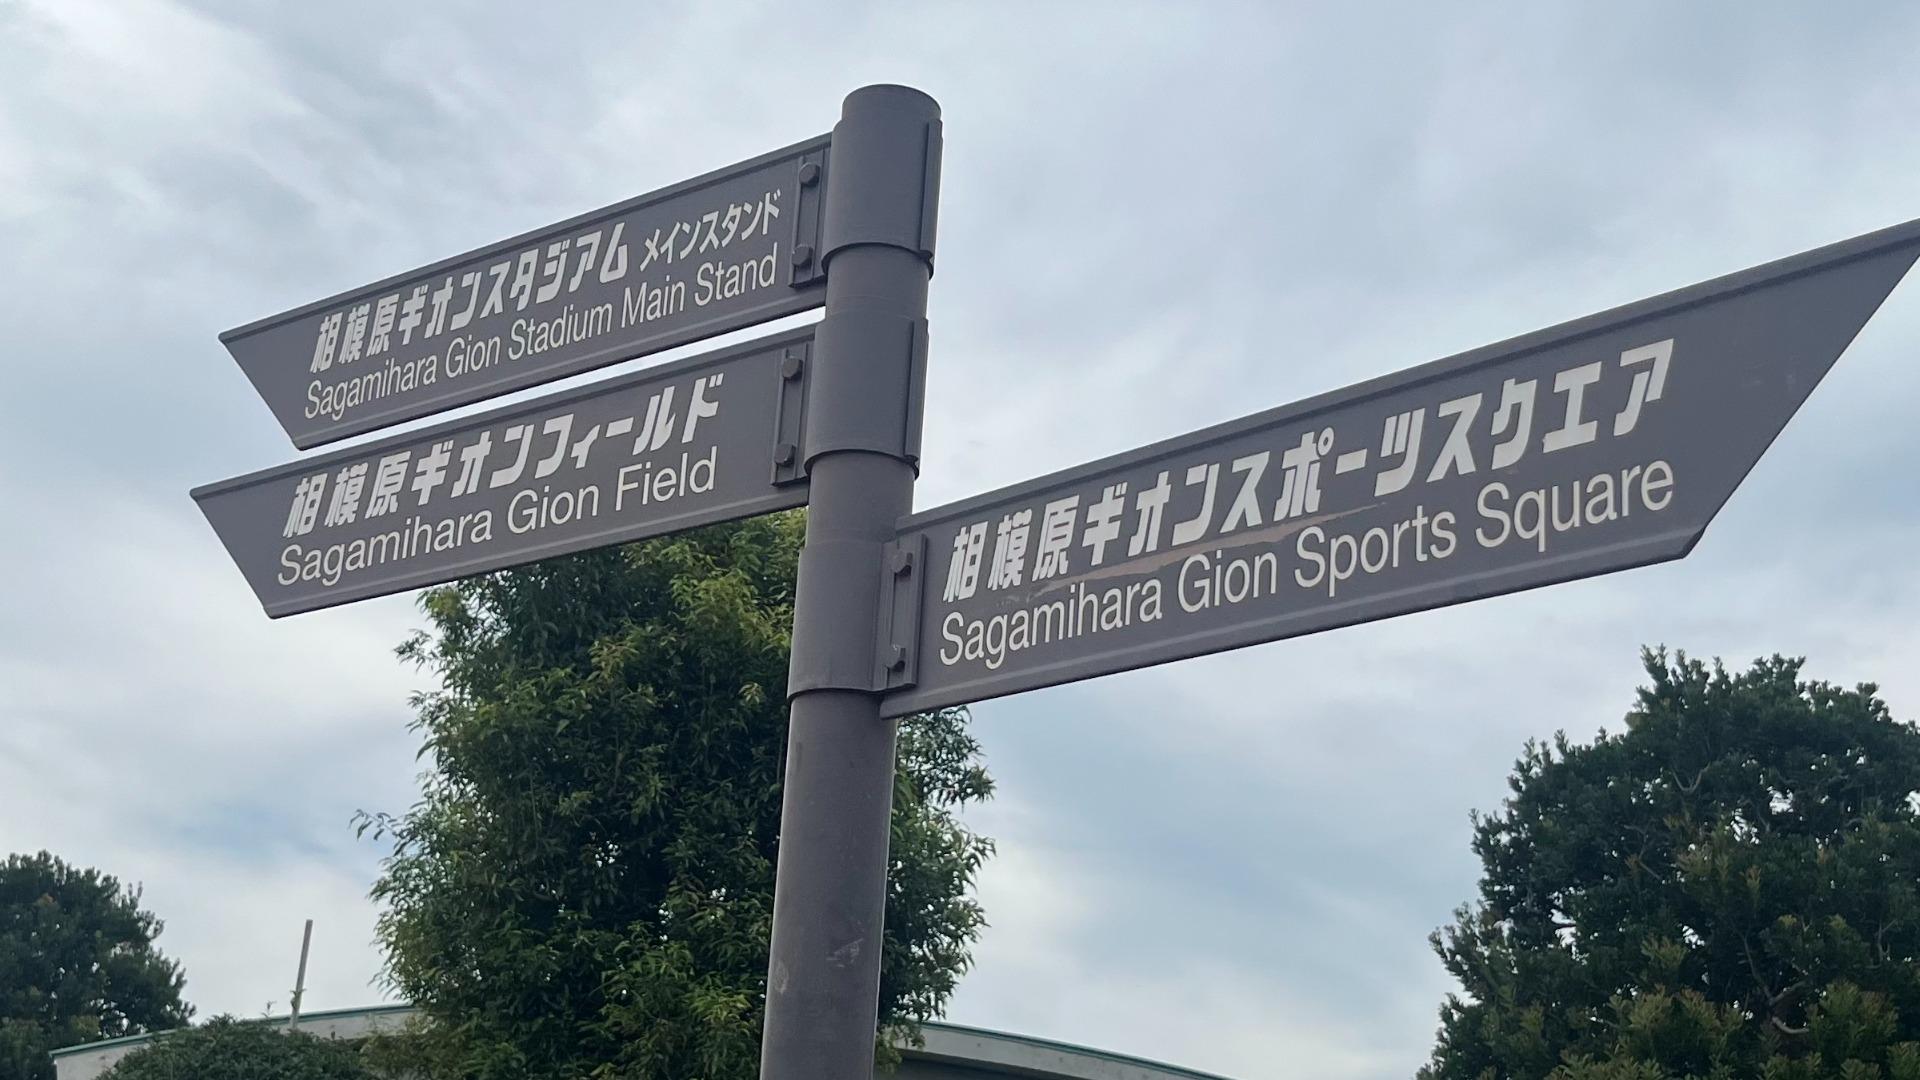 相模原ギオンスタジアム メインスタンド
Sagamihara Gion Stadium Main Stand
相模原ギオンフィールド
Sagamihara Gion Field
相模原ギオンスポーツスクエア
Sagamihara Gion Sports Square